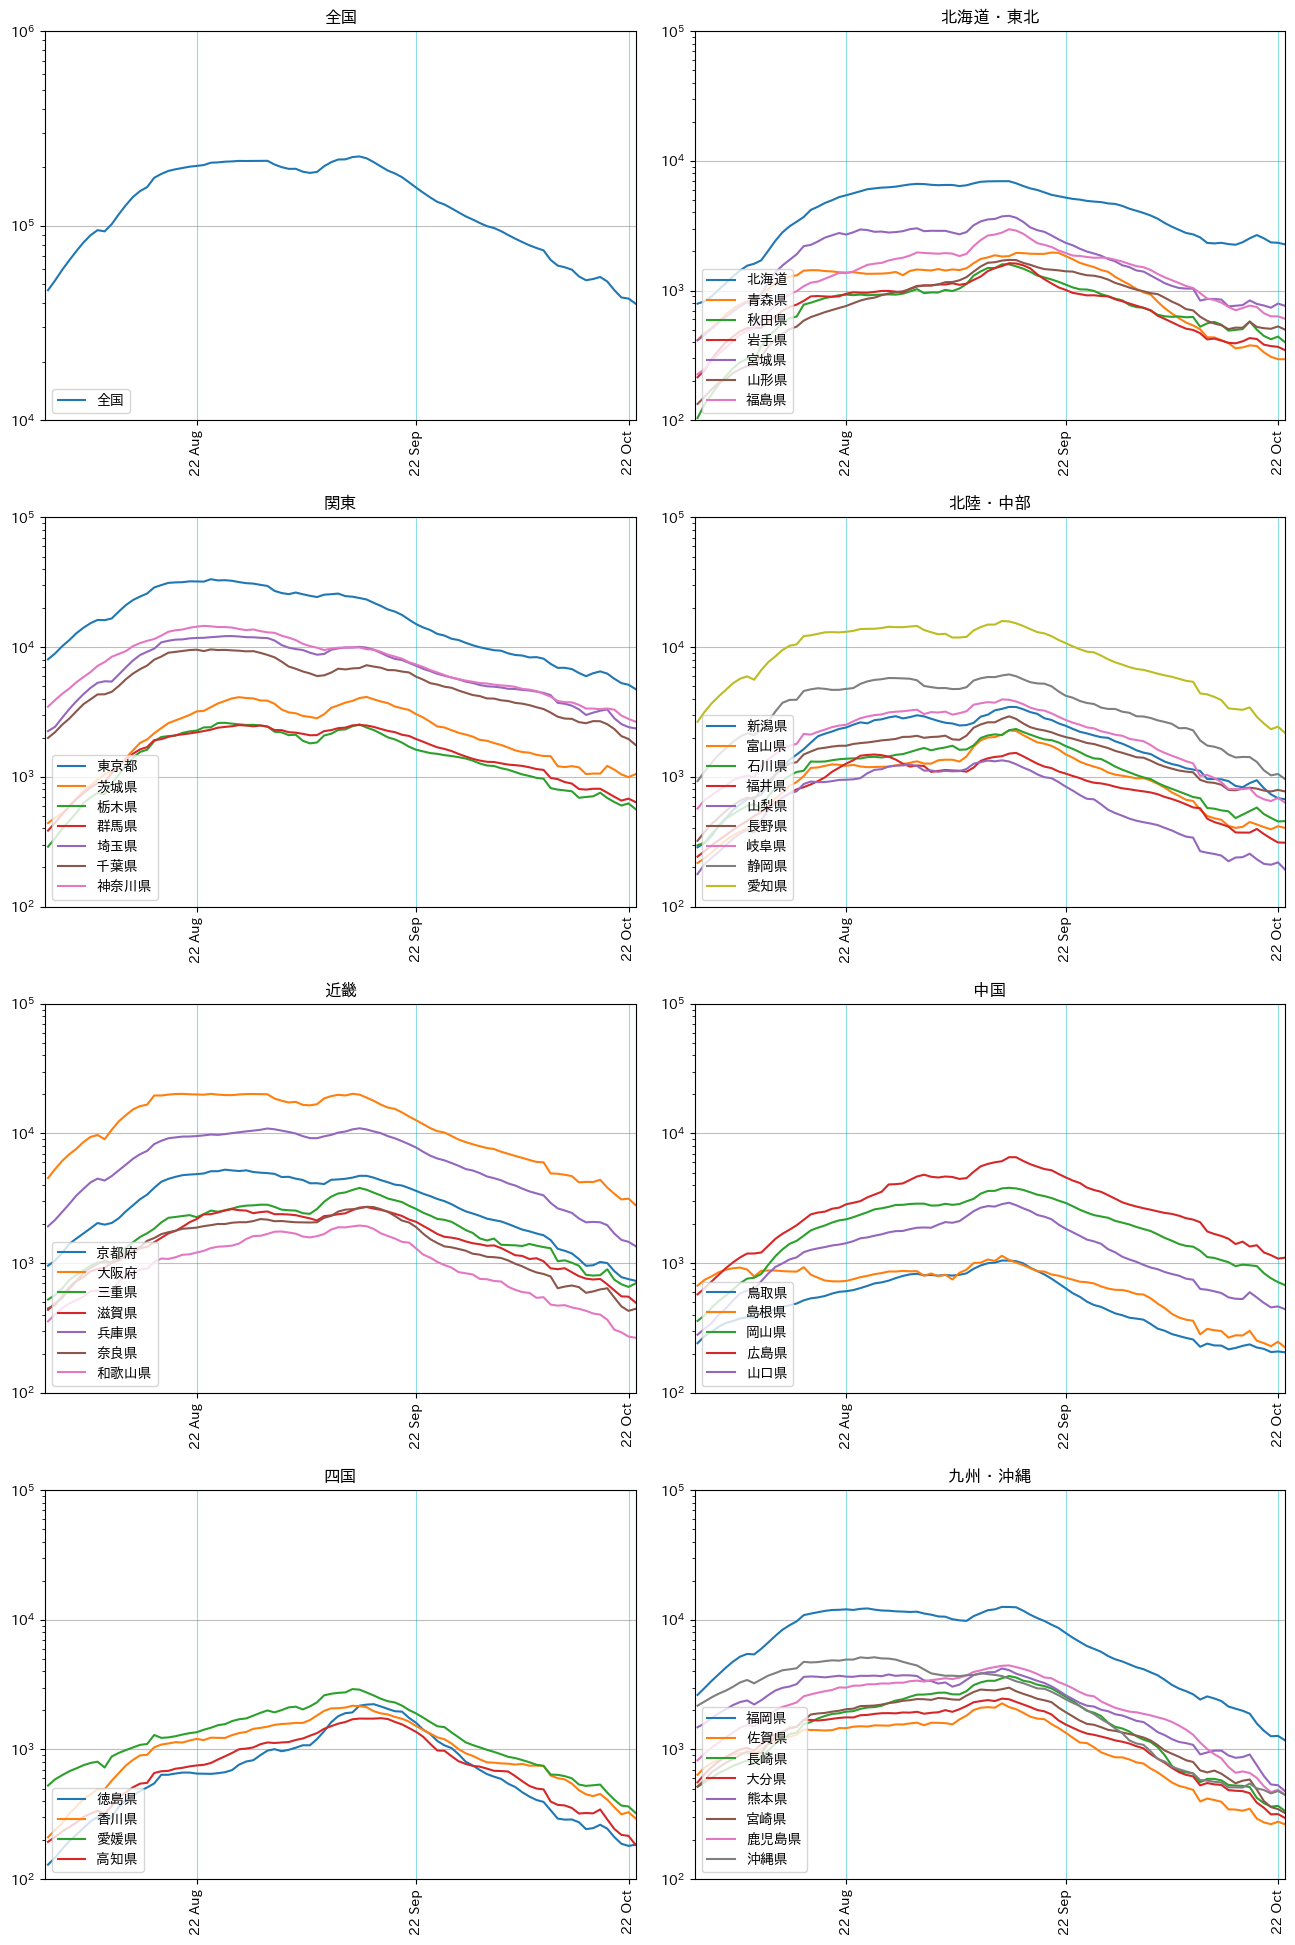 全国
10^6
10^5
10^4
全国
22 Aug
22 Sep
22 Oct
北海道・東北
10^5
10^4
10^3
10^2
北海道
青森県
秋田県
岩手県
宮城県
山形県
福島県
22 Aug
22 Sep
22 Oct
関東
10^5
10^4
10^3
10^2
東京都
茨城県
栃木県
群馬県
埼玉県
千葉県
神奈川県
22 Aug
22 Sep
22 Oct
北陸・中部
10^5
10^4
10^3
10^2
新潟県
富山県
石川県
福井県
山梨県
長野県
岐阜県
静岡県
愛知県
22 Aug
22 Sep
22 Oct
近畿
10^5
10^4
10^3
10^2
京都府
大阪府
三重県
滋賀県
兵庫県
奈良県
和歌山県
22 Aug
22 Sep
22 Oct
中国
10^5
10^4
10^3
10^2
鳥取県
島根県
岡山県
広島県
山口県
22 Aug
22 Sep
22 Oct
四国
10^5
10^4
10^3
10^2
徳島県
香川県
愛媛県
高知県
22 Aug
22 Sep
22 Oct
九州・沖縄
10^5
10^4
10^3
10^2
福岡県
佐賀県
長崎県
大分県
熊本県
宮崎県
鹿児島県
沖縄県
22 Aug
22 Sep
22 Oct